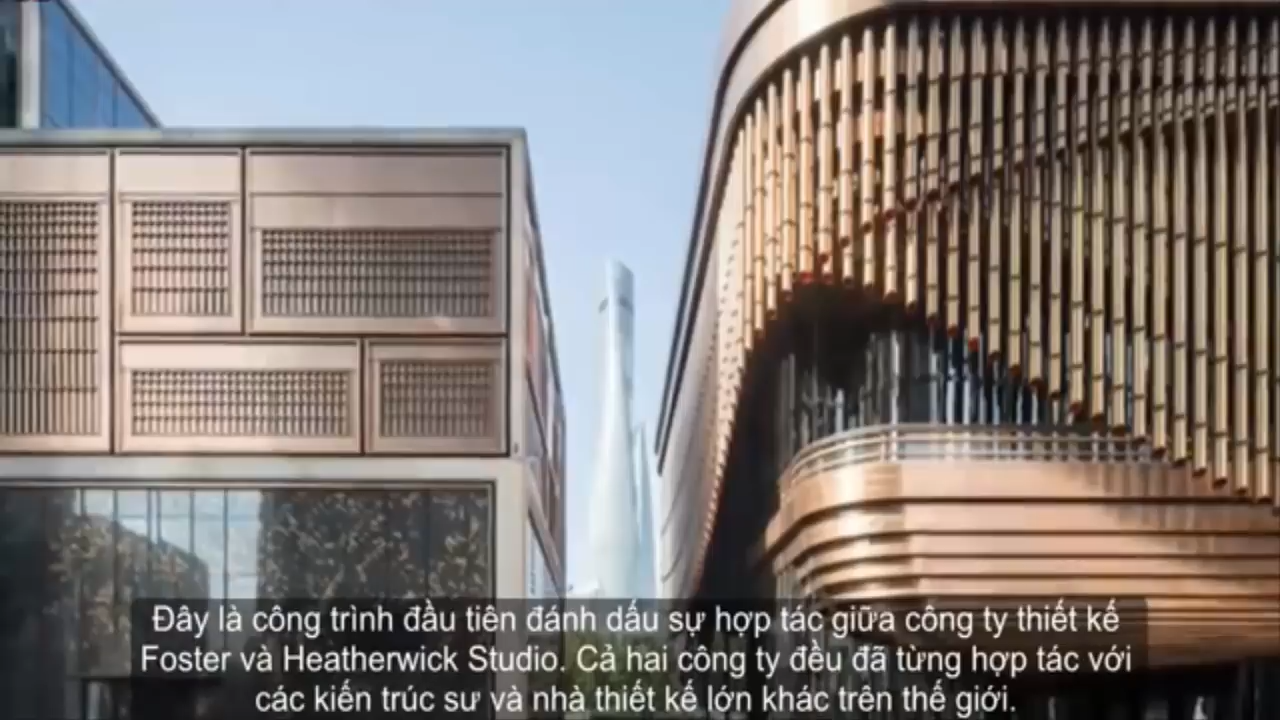 Đây là công trình đầu tiên đánh dấu sự hợp tác giữa công ty thiết kế
Foster và Heatherwick Studio. Cả hai công ty đều đã từng hợp tác với
các kiến trúc sư và nhà thiết kế lớn khác trên thế giới.